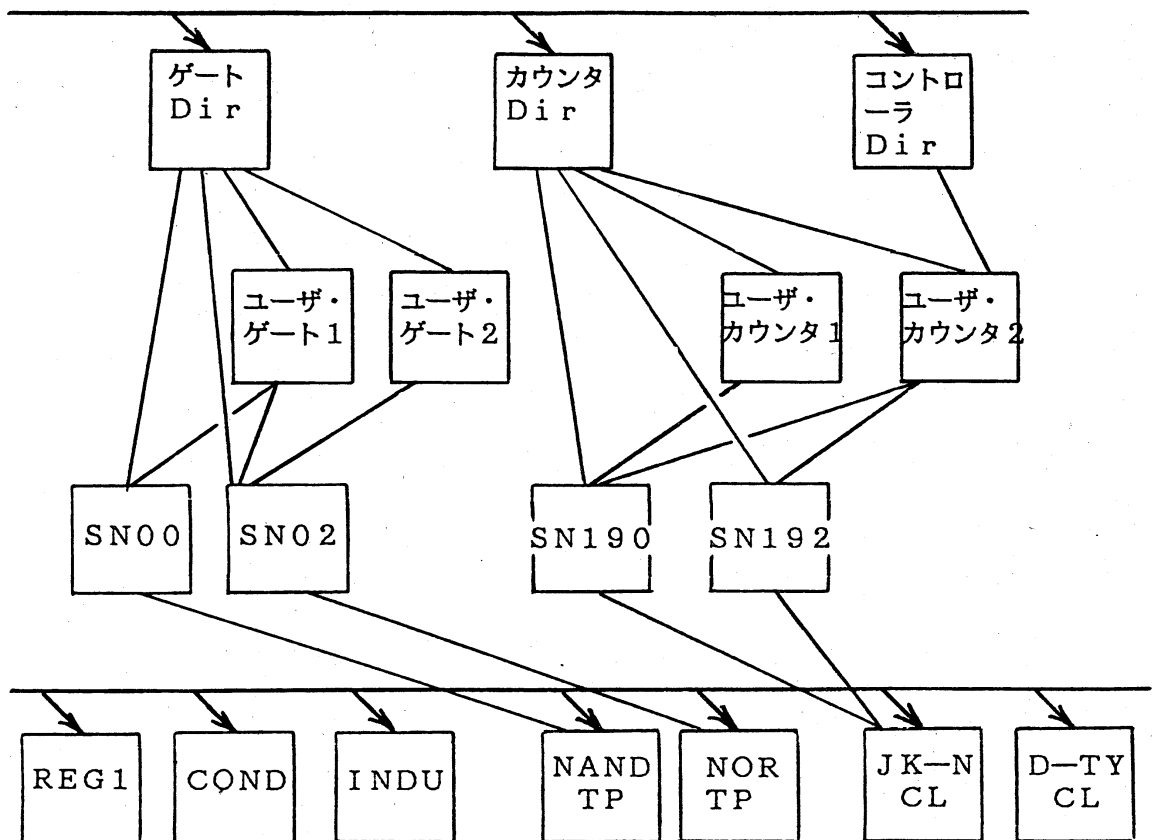 ゲート
Dir
カウンタ
Dir
コントロ
ーラ
Dir
ユーザ・
ゲート1
ユーザ・
ゲート2
ユーザ・
カウンタ1
ユーザ・
カウンタ2
SN00
SN02
SN190
SN192
REG1
COND
INDU
NAND
TP
NOR
TP
JK−N
CL
D−TY
CL